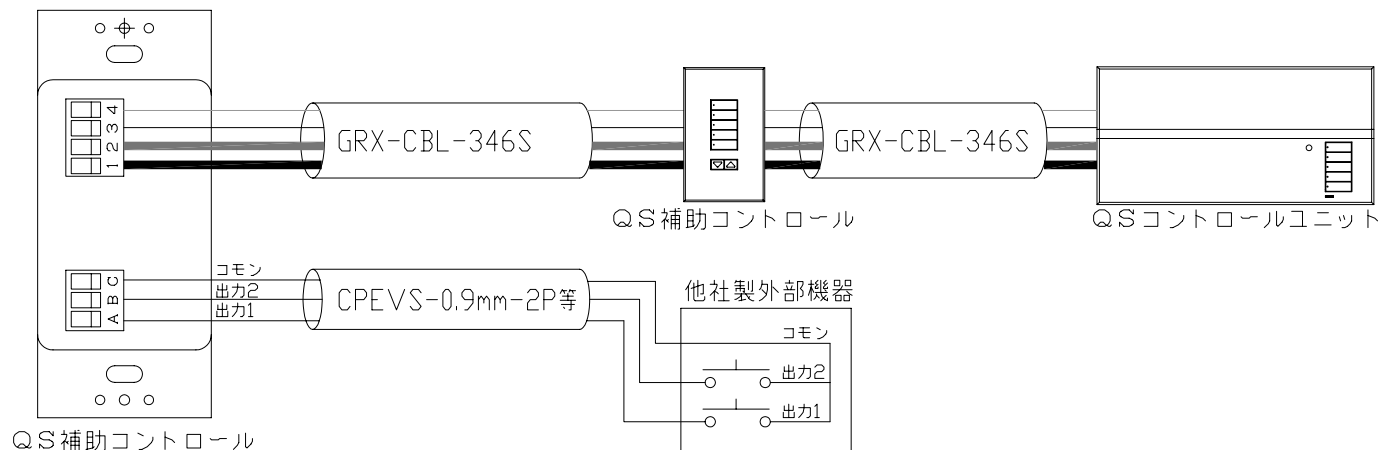 4
3
2
1
GRX-CBL-346S
GRX-CBL-346S
QS補助コントロール
QSコントロールユニット
C
B
A
コモン
出力2
出力1
CPEVS-0.9mm-2P等
他社製外部機器
コモン
出力2
出力1
QS補助コントロール